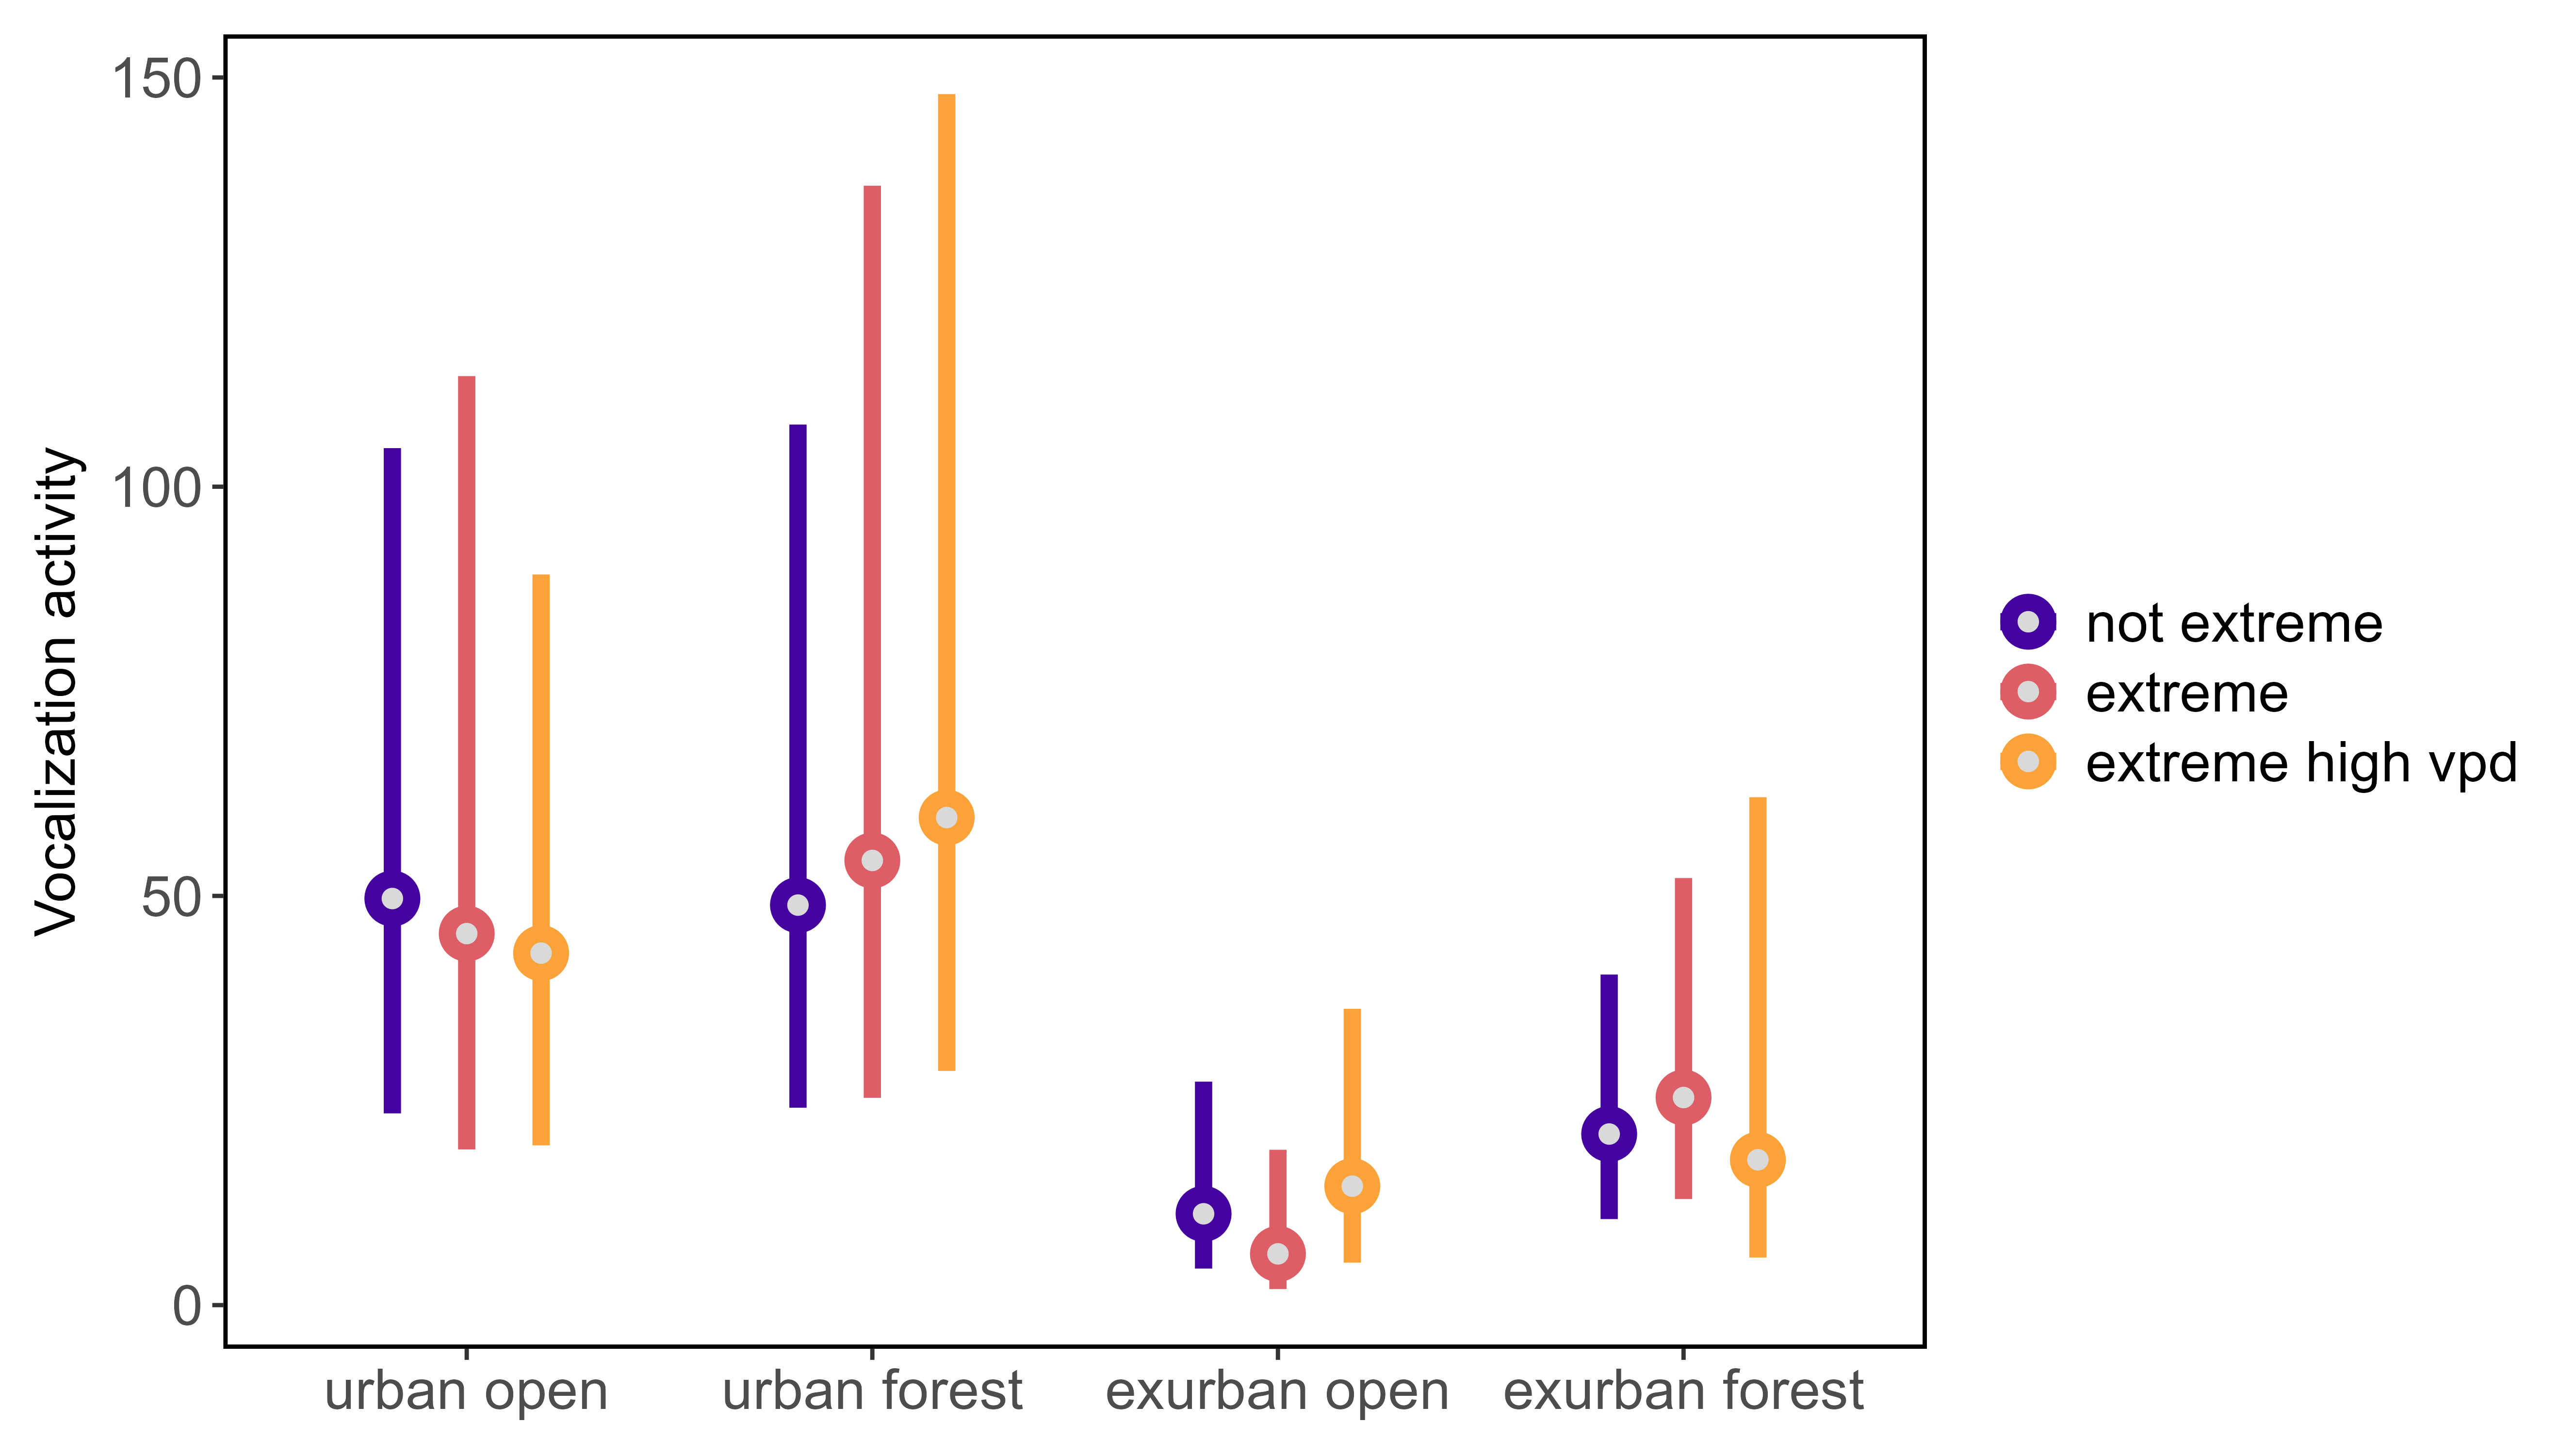 Vocalization activity
150
100
50
0
urban open
urban forest
exurban open
exurban forest
not extreme
extreme
extreme high vpd